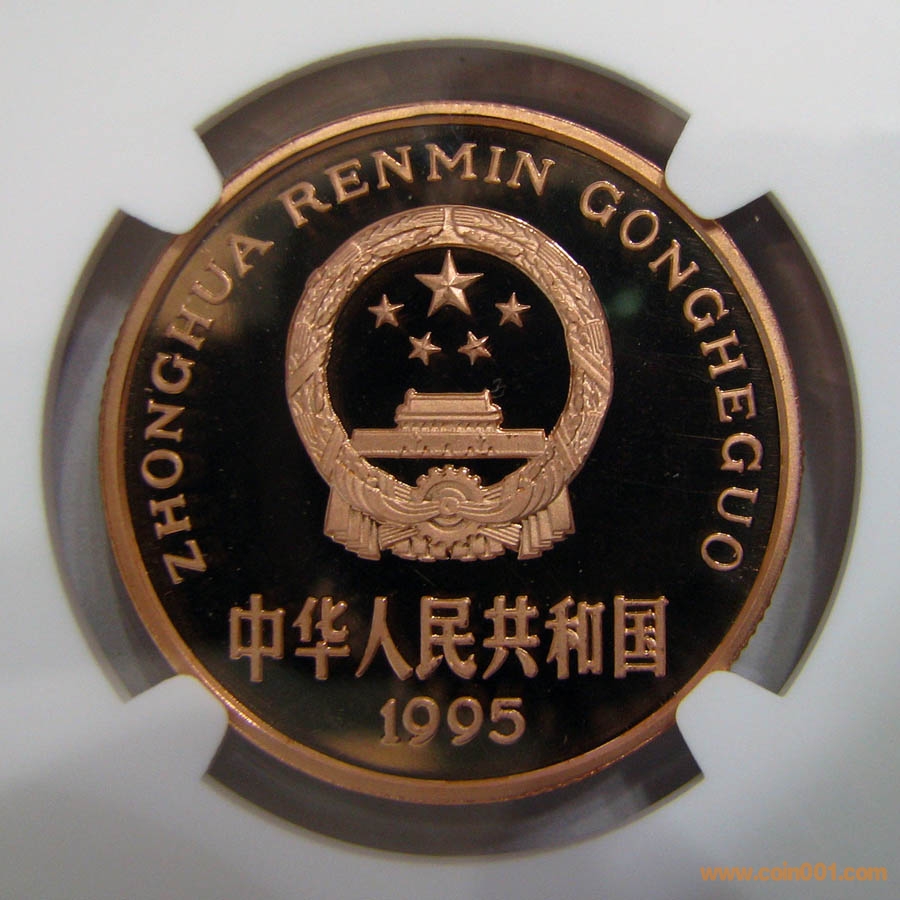 ZHONGHUA RENMIN GONGHEGUO
中华人民共和国
1995
www.coin001.com